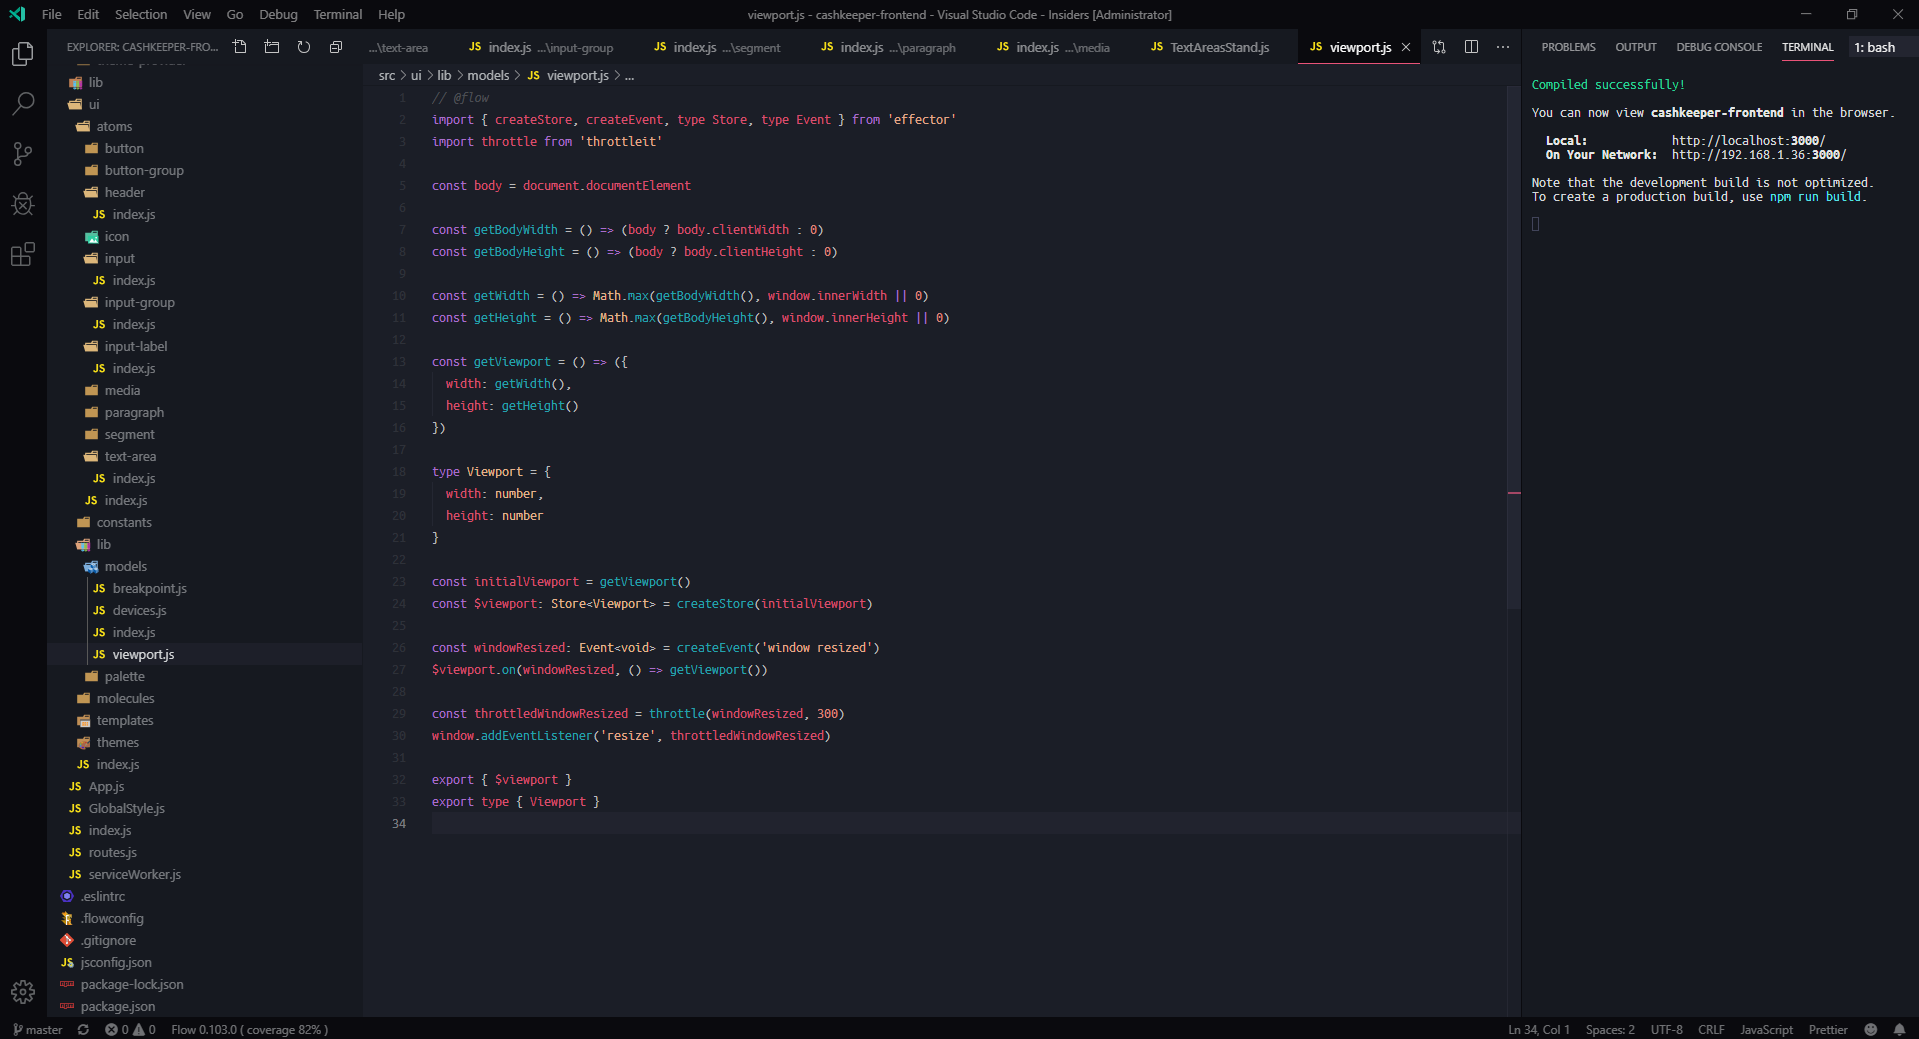 File Edit Selection View Go Debug Terminal Help
viewport.js - cashkeeper-frontend - Visual Studio Code - Insiders [Administrator]
EXPLORER: CASHKEEPER-FRO...
lib
ui
atoms
button
button-group
header
JS index.js
icon
input
JS index.js
input-group
JS index.js
input-label
JS index.js
media
paragraph
segment
text-area
JS index.js
JS index.js
constants
lib
models
JS breakpoint.js
JS devices.js
JS index.js
JS viewport.js
palette
molecules
templates
themes
JS index.js
JS App.js
JS GlobalStyle.js
JS index.js
JS routes.js
JS serviceWorker.js
.eslintrc
.flowconfig
.gitignore
JS jsconfig.json
package-lock.json
package.json
...\text-area JS index.js ...\input-group JS index.js ...\segment JS index.js ...\paragraph JS index.js ...\media JS TextAreasStand.js JS viewport.js
src > ui > lib > models > JS viewport.js > ...
1 // @flow
2 import { createStore, createEvent, type Store, type Event } from 'effector'
3 import throttle from 'throttleit'
4
5 const body = document.documentElement
6
7 const getBodyWidth = () => (body ? body.clientWidth : 0)
8 const getBodyHeight = () => (body ? body.clientHeight : 0)
9
10 const getWidth = () => Math.max(getBodyWidth(), window.innerWidth || 0)
11 const getHeight = () => Math.max(getBodyHeight(), window.innerHeight || 0)
12
13 const getViewport = () => ({
14 width: getWidth(),
15 height: getHeight()
16 })
17
18 type Viewport = {
19 width: number,
20 height: number
21 }
22
23 const initialViewport = getViewport()
24 const $viewport: Store<Viewport> = createStore(initialViewport)
25
26 const windowResized: Event<void> = createEvent('window resized')
27 $viewport.on(windowResized, () => getViewport())
28
29 const throttledWindowResized = throttle(windowResized, 300)
30 window.addEventListener('resize', throttledWindowResized)
31
32 export { $viewport }
33 export type { Viewport }
34
PROBLEMS OUTPUT DEBUG CONSOLE TERMINAL 1: bash
Compiled successfully!
You can now view cashkeeper-frontend in the browser.
Local: http://localhost:3000/
On Your Network: http://192.168.1.36:3000/
Note that the development build is not optimized.
To create a production build, use npm run build.
master 0 0 Flow 0.103.0 ( coverage 82% )
Ln 34, Col 1 Spaces: 2 UTF-8 CRLF JavaScript Prettier